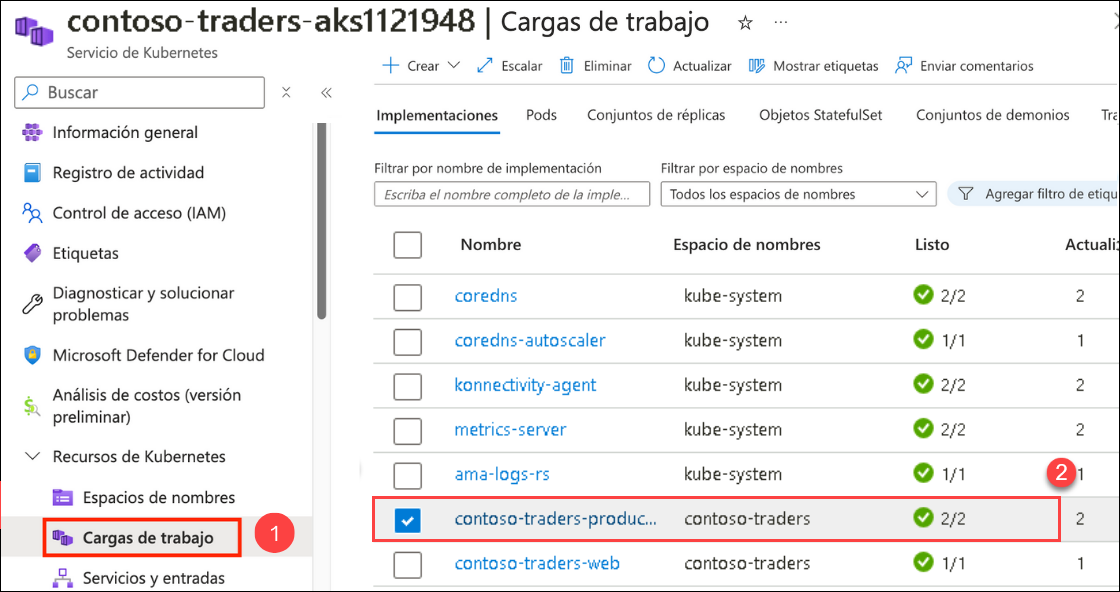 contoso-traders-aks1121948 | Cargas de trabajo
Servicio de Kubernetes
Buscar
Crear
Escalar
Eliminar
Actualizar
Mostrar etiquetas
Enviar comentarios
Información general
Registro de actividad
Control de acceso (IAM)
Etiquetas
Diagnosticar y solucionar
problemas
Microsoft Defender for Cloud
Análisis de costos (versión
preliminar)
Recursos de Kubernetes
Espacios de nombres
Cargas de trabajo
1
Servicios y entradas
Implementaciones
Pods
Conjuntos de réplicas
Objetos StatefulSet
Conjuntos de demonios
Filtrar por nombre de implementación
Escriba el nombre completo de la imple...
Filtrar por espacio de nombres
Todos los espacios de nombres
Agregar filtro de etiqu
Nombre Espacio de nombres Listo Actuali
coredns kube-system 2/2 2
coredns-autoscaler kube-system 1/1 1
konnectivity-agent kube-system 2/2 2
metrics-server kube-system 2/2 2
ama-logs-rs kube-system 1/1 1
2
contoso-traders-produc... contoso-traders 2/2 2
contoso-traders-web contoso-traders 1/1 1